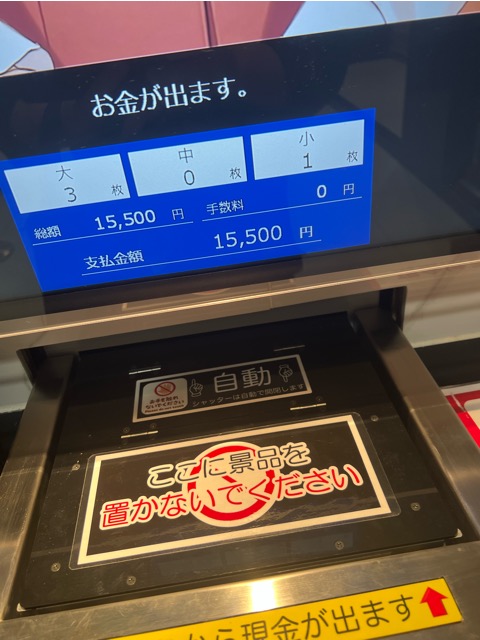 お金が出ます。
大 中 小
3 枚 0 枚 1 枚
総額 15,500 円 手数料 0 円
支払金額 15,500 円
自動
シャッターは自動で開閉します
ここに景品を
置かないでください
から現金が出ます